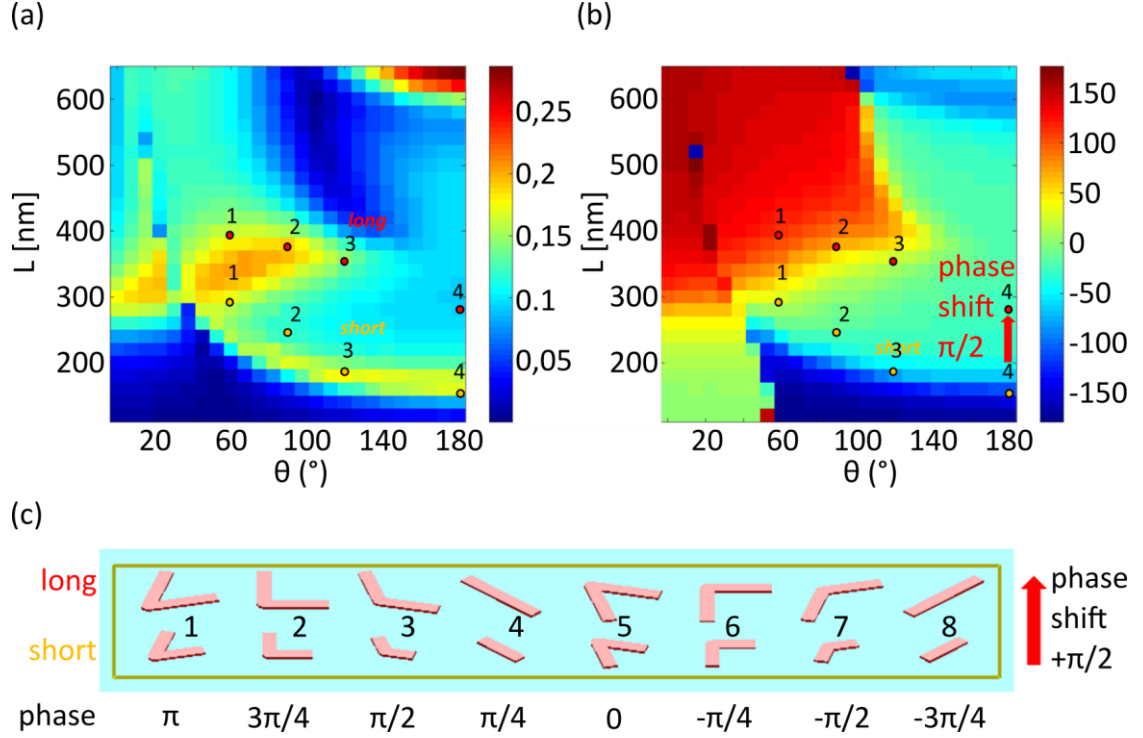 (a)
(b)
600
500
400
300
200
L [nm]
20
60
100
140
180
θ (°)
0,25
0,2
0.15
0.1
0,05
long
short
1
2
3
4
1
2
3
4
600
500
400
300
200
L [nm]
20
60
100
140
180
θ (°)
150
100
50
0
-50
-100
-150
1
2
3
4
1
2
3
4
short
phase
shift
π/2
(c)
long
short
1 2 3 4 5 6 7 8
phase
shift
+π/2
phase π 3π/4 π/2 π/4 0 -π/4 -π/2 -3π/4